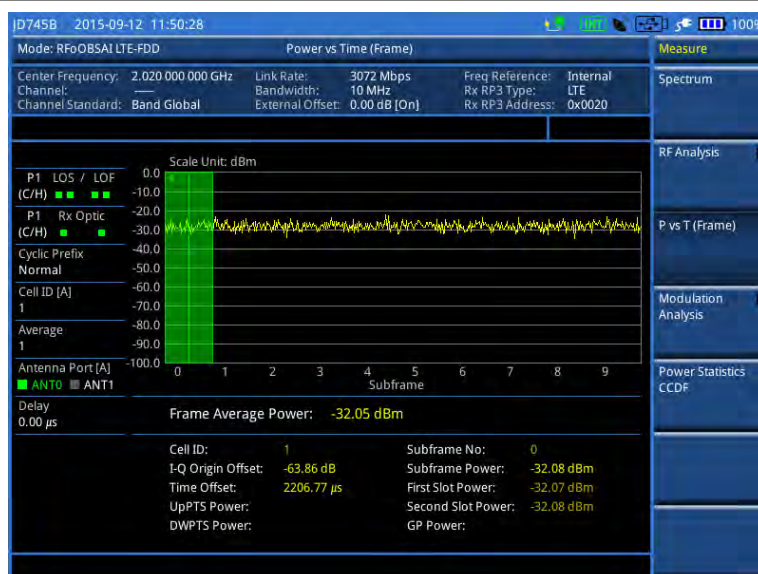 JD745B 2015-09-12 11:50:28 INT 100%
Mode: RFoOBSAI LTE-FDD Power vs Time (Frame) Measure
Center Frequency: 2.020 000 000 GHz Link Rate: 3072 Mbps Freq Reference: Internal
Channel: ---- Bandwidth: 10 MHz Rx RP3 Type: LTE
Channel Standard: Band Global External Offset: 0.00 dB [On] Rx RP3 Address: 0x0020
Spectrum
RF Analysis
P vs T (Frame)
Modulation
Analysis
Power Statistics
CCDF
P1 LOS / LOF
(C/H)
P1 Rx Optic
(C/H)
Cyclic Prefix
Normal
Cell ID [A]
1
Average
1
Antenna Port [A]
ANT0 ANT1
Delay
0.00 µs
Scale Unit: dBm
0.0
-10.0
-20.0
-30.0
-40.0
-50.0
-60.0
-70.0
-80.0
-90.0
-100.0
0 1 2 3 4 5 6 7 8 9
Subframe
Frame Average Power: -32.05 dBm
Cell ID: 1 Subframe No: 0
I-Q Origin Offset: -63.86 dB Subframe Power: -32.08 dBm
Time Offset: 2206.77 µs First Slot Power: -32.07 dBm
UpPTS Power: Second Slot Power: -32.08 dBm
DWPTS Power: GP Power: